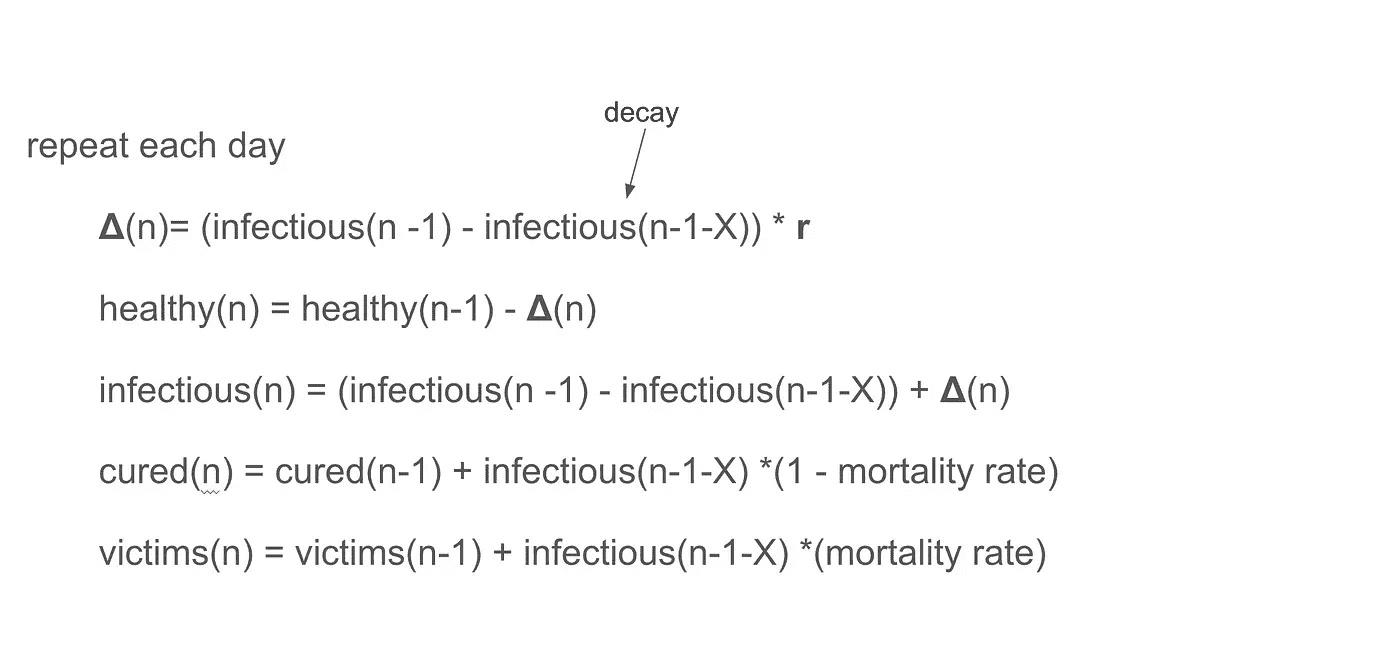 decay
repeat each day
Δ(n)= (infectious(n -1) - infectious(n-1-X)) * r
healthy(n) = healthy(n-1) - Δ(n)
infectious(n) = (infectious(n -1) - infectious(n-1-X)) + Δ(n)
cured(n) = cured(n-1) + infectious(n-1-X) *(1 - mortality rate)
victims(n) = victims(n-1) + infectious(n-1-X) *(mortality rate)